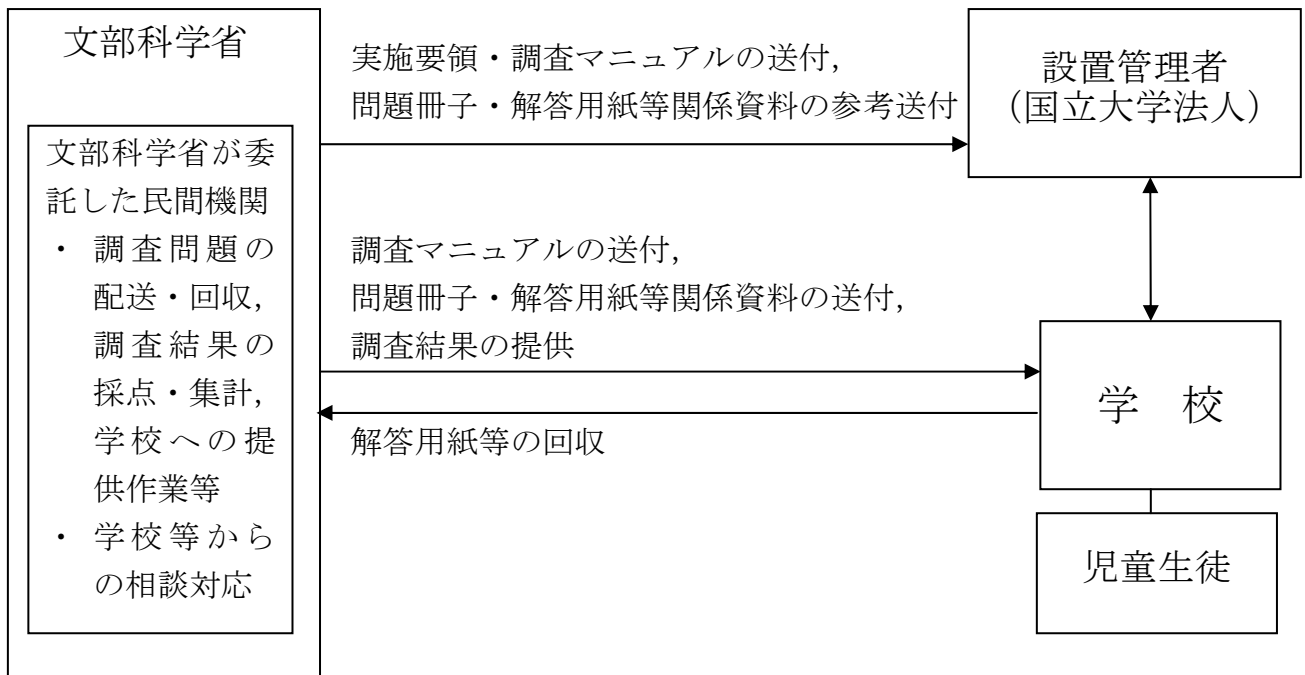 文部科学省
文部科学省が委
託した民間機関
・ 調査問題の
配送・回収，
調査結果の
採点・集計，
学校への提
供作業等
・ 学校等から
の相談対応
実施要領・調査マニュアルの送付，
問題冊子・解答用紙等関係資料の参考送付
調査マニュアルの送付，
問題冊子・解答用紙等関係資料の送付，
調査結果の提供
解答用紙等の回収
設置管理者
（国立大学法人）
学 校
児童生徒